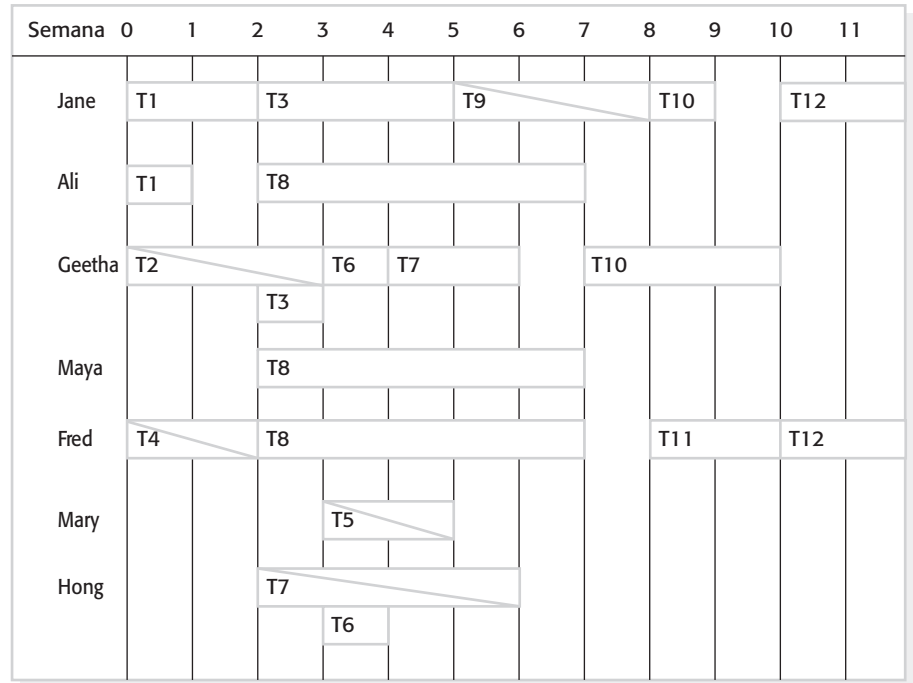 Semana 0 1 2 3 4 5 6 7 8 9 10 11
Jane T1 T3 T9 T10 T12
Ali T1 T8
Geetha T2 T6 T7 T10
T3
Maya T8
Fred T4 T8 T11 T12
Mary T5
Hong T7
T6